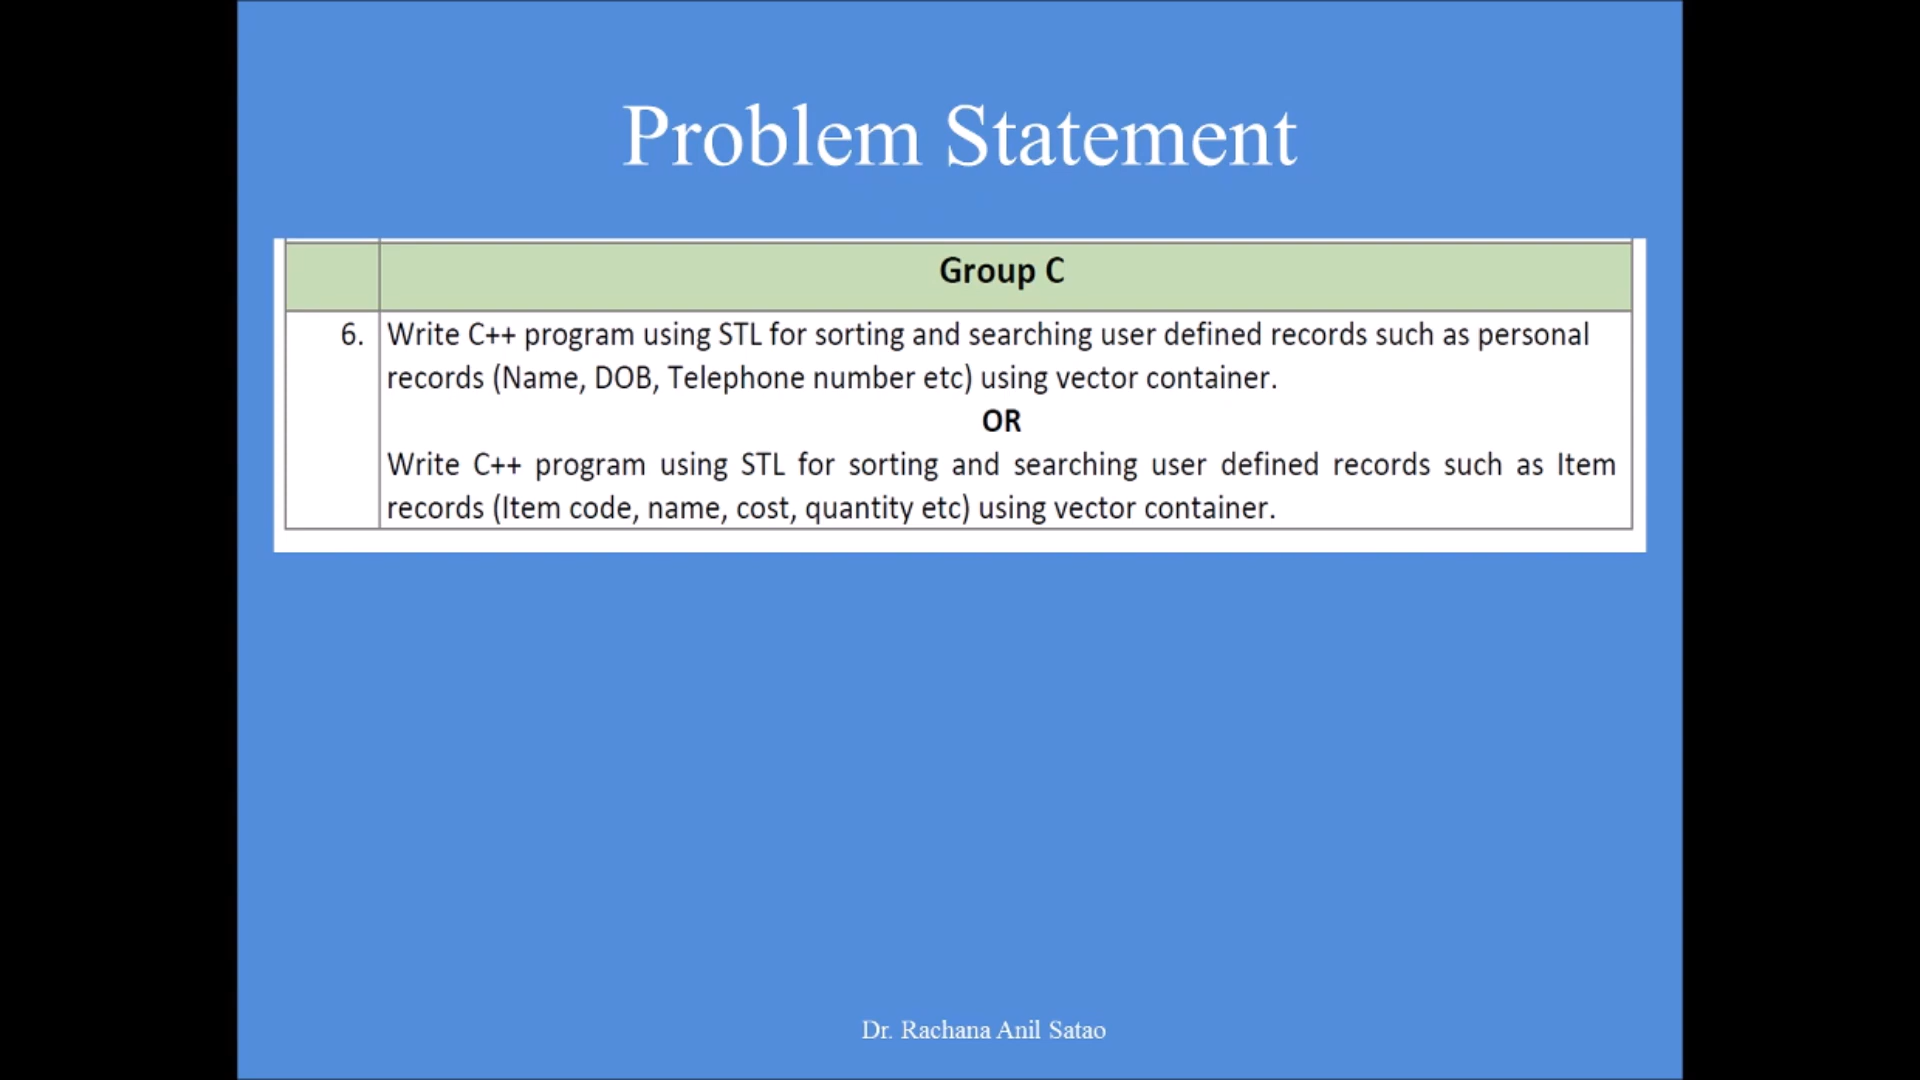 Problem Statement
Group C
6. Write C++ program using STL for sorting and searching user defined records such as personal
records (Name, DOB, Telephone number etc) using vector container.
OR
Write C++ program using STL for sorting and searching user defined records such as Item
records (Item code, name, cost, quantity etc) using vector container.
Dr. Rachana Anil Satao